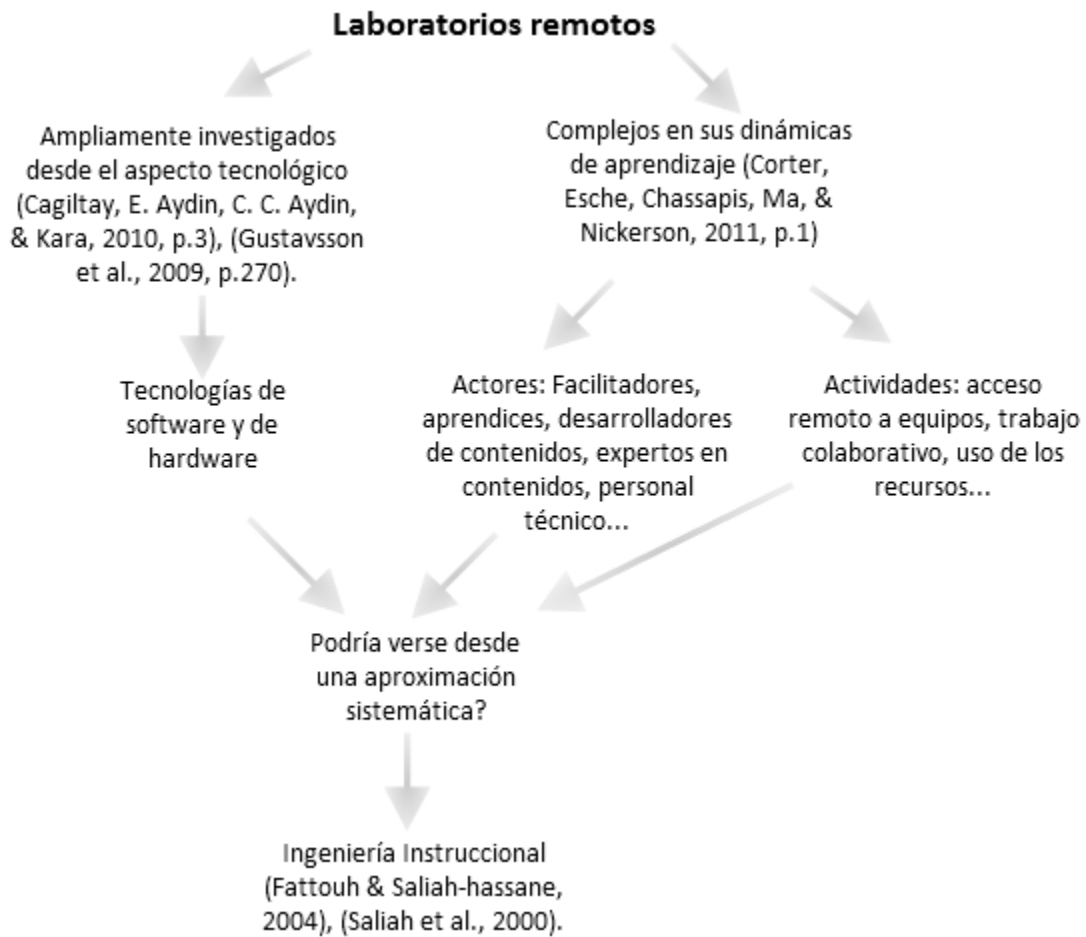 Laboratorios remotos
Ampliamente investigados
desde el aspecto tecnológico
(Cagiltay, E. Aydin, C. C. Aydin,
& Kara, 2010, p.3), (Gustavsson
et al., 2009, p.270).
Complejos en sus dinámicas
de aprendizaje (Corter,
Esche, Chassapis, Ma, &
Nickerson, 2011, p.1)
Tecnologías de
software y de
hardware
Actores: Facilitadores,
aprendices, desarrolladores
de contenidos, expertos en
contenidos, personal
técnico...
Actividades: acceso
remoto a equipos, trabajo
colaborativo, uso de los
recursos...
Podría verse desde
una aproximación
sistemática?
Ingeniería Instruccional
(Fattouh & Saliah-hassane,
2004), (Saliah et al., 2000).